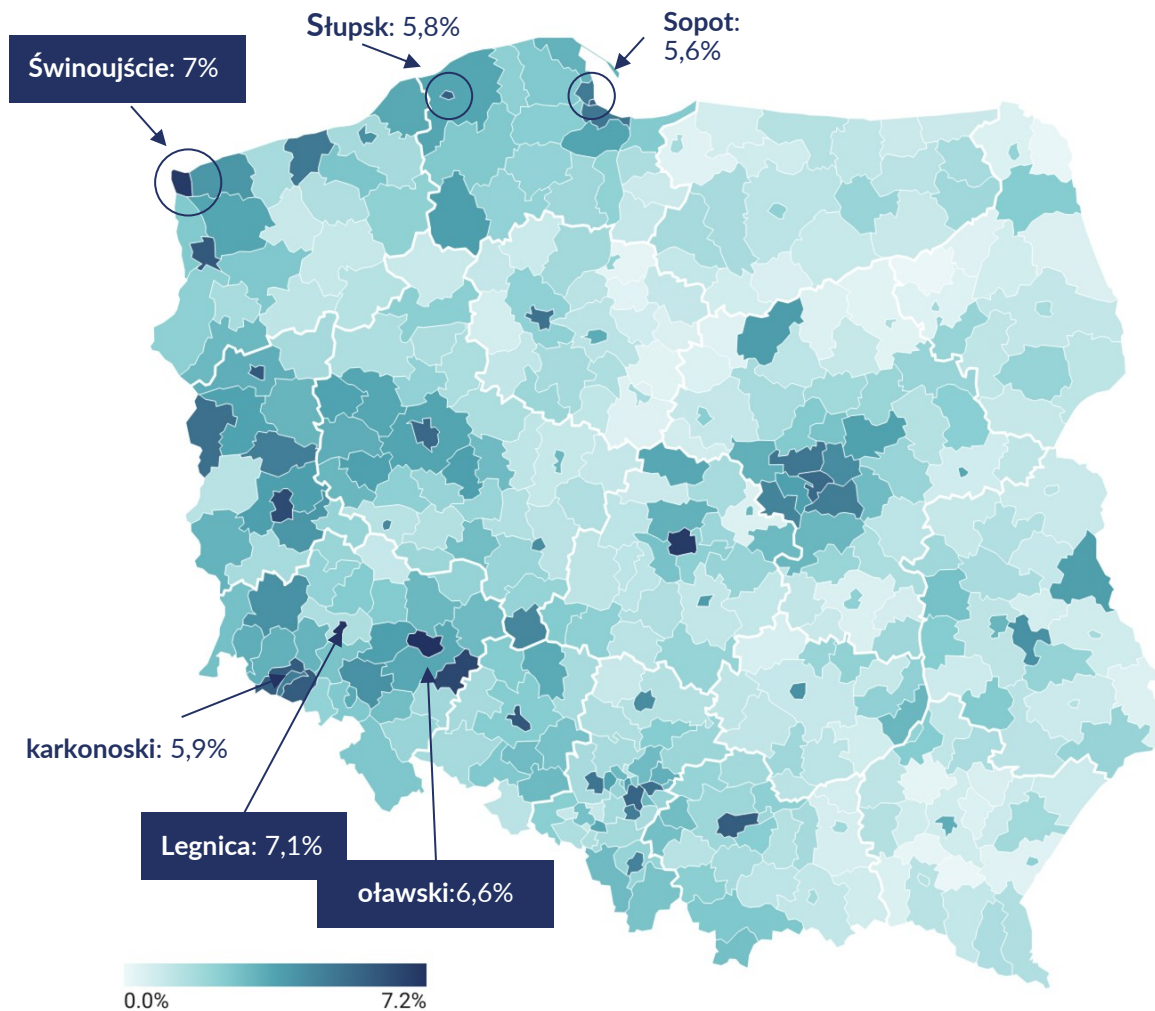 Słupsk: 5,8%
Sopot:
5,6%
Świnoujście: 7%
karkonoski: 5,9%
Legnica: 7,1%
oławski:6,6%
0.0%
7.2%